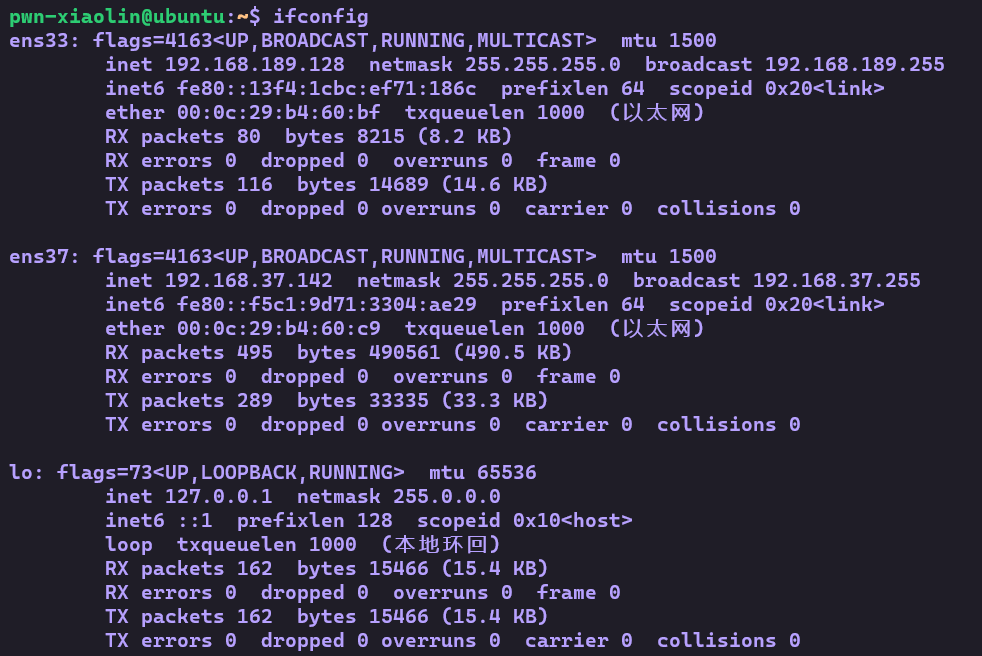 pwn-xiaolin@ubuntu:~$ ifconfig
ens33: flags=4163<UP,BROADCAST,RUNNING,MULTICAST>  mtu 1500
        inet 192.168.189.128  netmask 255.255.255.0  broadcast 192.168.189.255
        inet6 fe80::13f4:1cbc:ef71:186c  prefixlen 64  scopeid 0x20<link>
        ether 00:0c:29:b4:60:bf  txqueuelen 1000  (以太网)
        RX packets 80  bytes 8215 (8.2 KB)
        RX errors 0  dropped 0  overruns 0  frame 0
        TX packets 116  bytes 14689 (14.6 KB)
        TX errors 0  dropped 0 overruns 0  carrier 0  collisions 0

ens37: flags=4163<UP,BROADCAST,RUNNING,MULTICAST>  mtu 1500
        inet 192.168.37.142  netmask 255.255.255.0  broadcast 192.168.37.255
        inet6 fe80::f5c1:9d71:3304:ae29  prefixlen 64  scopeid 0x20<link>
        ether 00:0c:29:b4:60:c9  txqueuelen 1000  (以太网)
        RX packets 495  bytes 490561 (490.5 KB)
        RX errors 0  dropped 0  overruns 0  frame 0
        TX packets 289  bytes 33335 (33.3 KB)
        TX errors 0  dropped 0 overruns 0  carrier 0  collisions 0

lo: flags=73<UP,LOOPBACK,RUNNING>  mtu 65536
        inet 127.0.0.1  netmask 255.0.0.0
        inet6 ::1  prefixlen 128  scopeid 0x10<host>
        loop  txqueuelen 1000  (本地环回)
        RX packets 162  bytes 15466 (15.4 KB)
        RX errors 0  dropped 0  overruns 0  frame 0
        TX packets 162  bytes 15466 (15.4 KB)
        TX errors 0  dropped 0 overruns 0  carrier 0  collisions 0